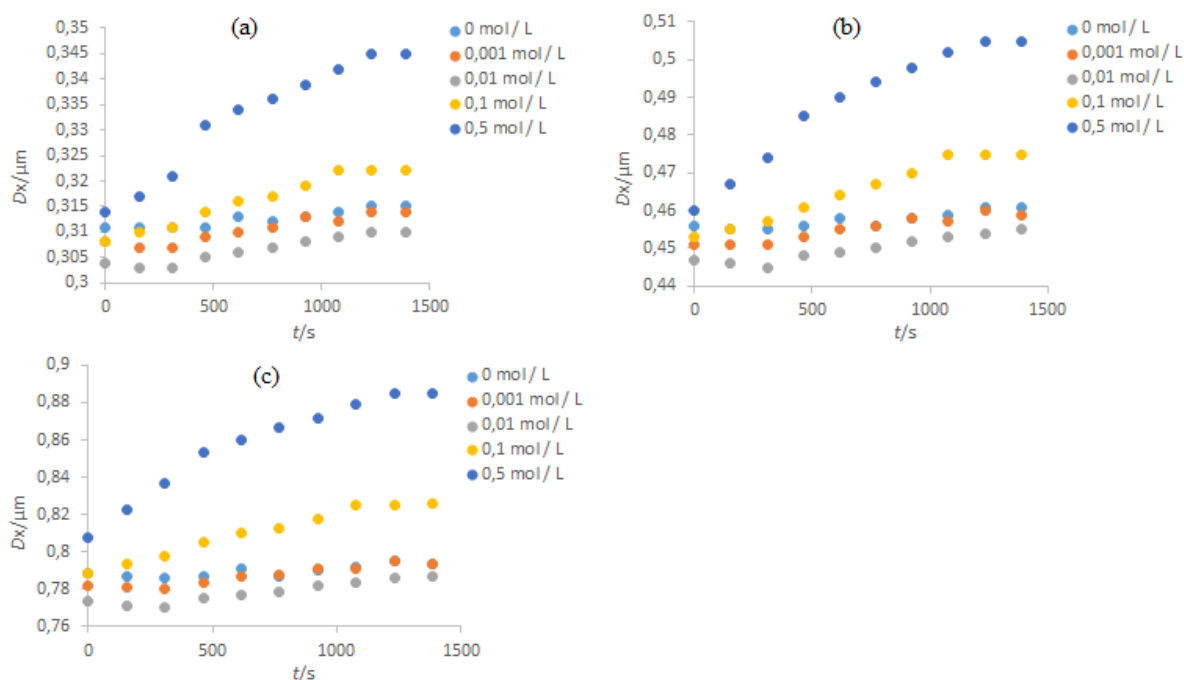 (a)
Dx/µm
0,35
0,345
0,34
0,335
0,33
0,325
0,32
0,315
0,31
0,305
0,3
0 500 1000 1500
t/s
0 mol / L
0,001 mol / L
0,01 mol / L
0,1 mol / L
0,5 mol / L
(b)
Dx/µm
0,51
0,5
0,49
0,48
0,47
0,46
0,45
0,44
0 500 1000 1500
t/s
0 mol / L
0,001 mol / L
0,01 mol / L
0,1 mol / L
0,5 mol / L
(c)
Dx/µm
0,9
0,88
0,86
0,84
0,82
0,8
0,78
0,76
0 500 1000 1500
t/s
0 mol / L
0,001 mol / L
0,01 mol / L
0,1 mol / L
0,5 mol / L